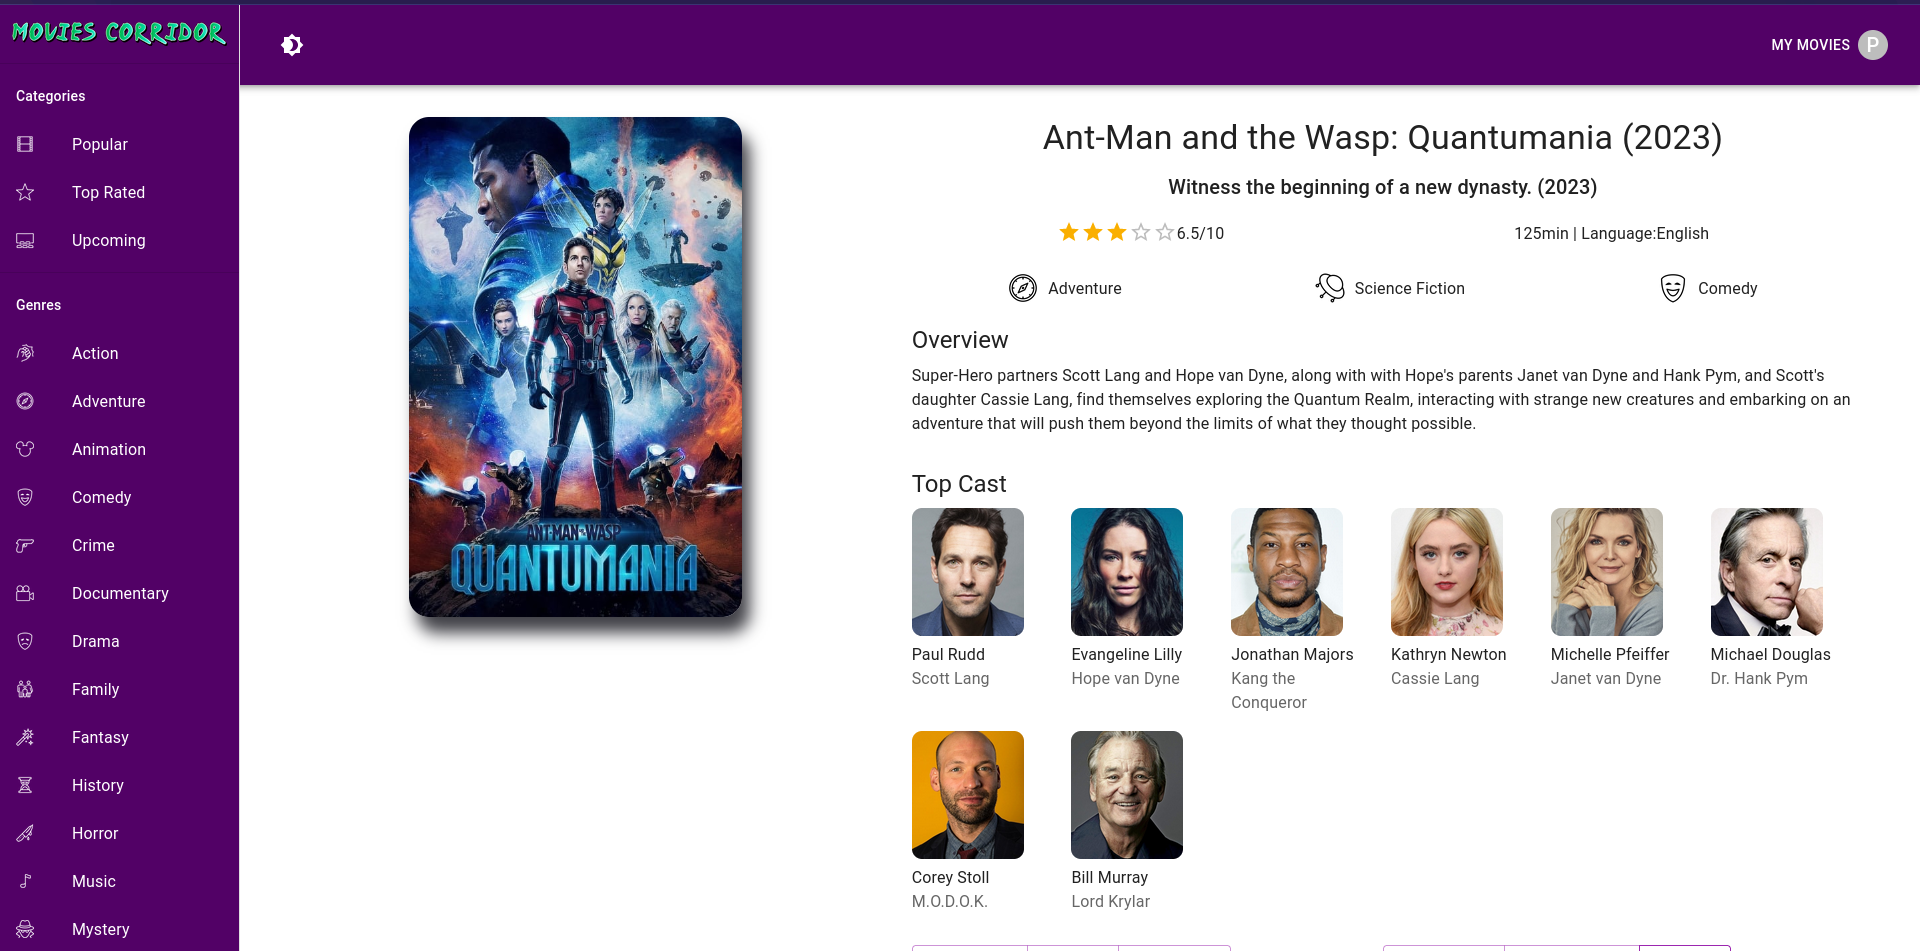 MOVIES CORRIDOR
MY MOVIES P
Categories
Popular
Top Rated
Upcoming
Genres
Action
Adventure
Animation
Comedy
Crime
Documentary
Drama
Family
Fantasy
History
Horror
Music
Mystery
ANT-MAN AND THE WASP
QUANTUMANIA
Ant-Man and the Wasp: Quantumania (2023)
Witness the beginning of a new dynasty. (2023)
6.5/10
125min | Language:English
Adventure
Science Fiction
Comedy
Overview
Super-Hero partners Scott Lang and Hope van Dyne, along with with Hope's parents Janet van Dyne and Hank Pym, and Scott's
daughter Cassie Lang, find themselves exploring the Quantum Realm, interacting with strange new creatures and embarking on an
adventure that will push them beyond the limits of what they thought possible.
Top Cast
Paul Rudd
Scott Lang
Evangeline Lilly
Hope van Dyne
Jonathan Majors
Kang the
Conqueror
Kathryn Newton
Cassie Lang
Michelle Pfeiffer
Janet van Dyne
Michael Douglas
Dr. Hank Pym
Corey Stoll
M.O.D.O.K.
Bill Murray
Lord Krylar